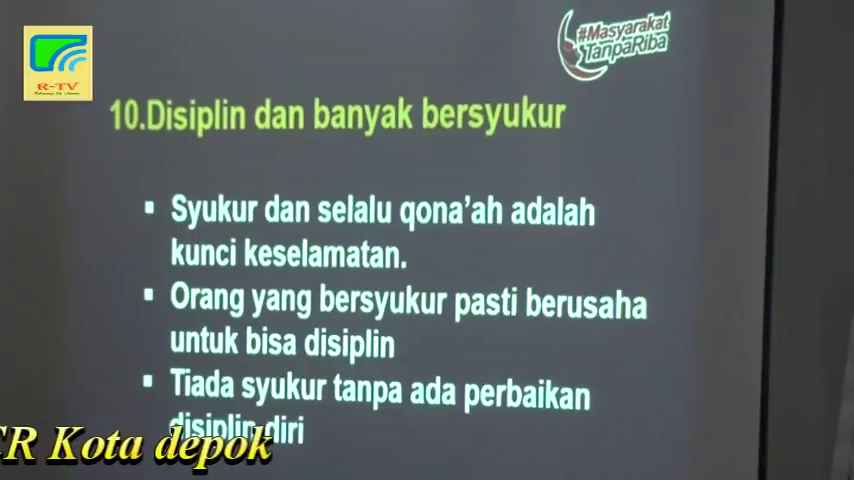 #Masyarakat
TanpaRiba
R-TV
10.Disiplin dan banyak bersyukur
▪ Syukur dan selalu qona'ah adalah
kunci keselamatan.
▪ Orang yang bersyukur pasti berusaha
untuk bisa disiplin
▪ Tiada syukur tanpa ada perbaikan
disiplin diri
CR Kota depok